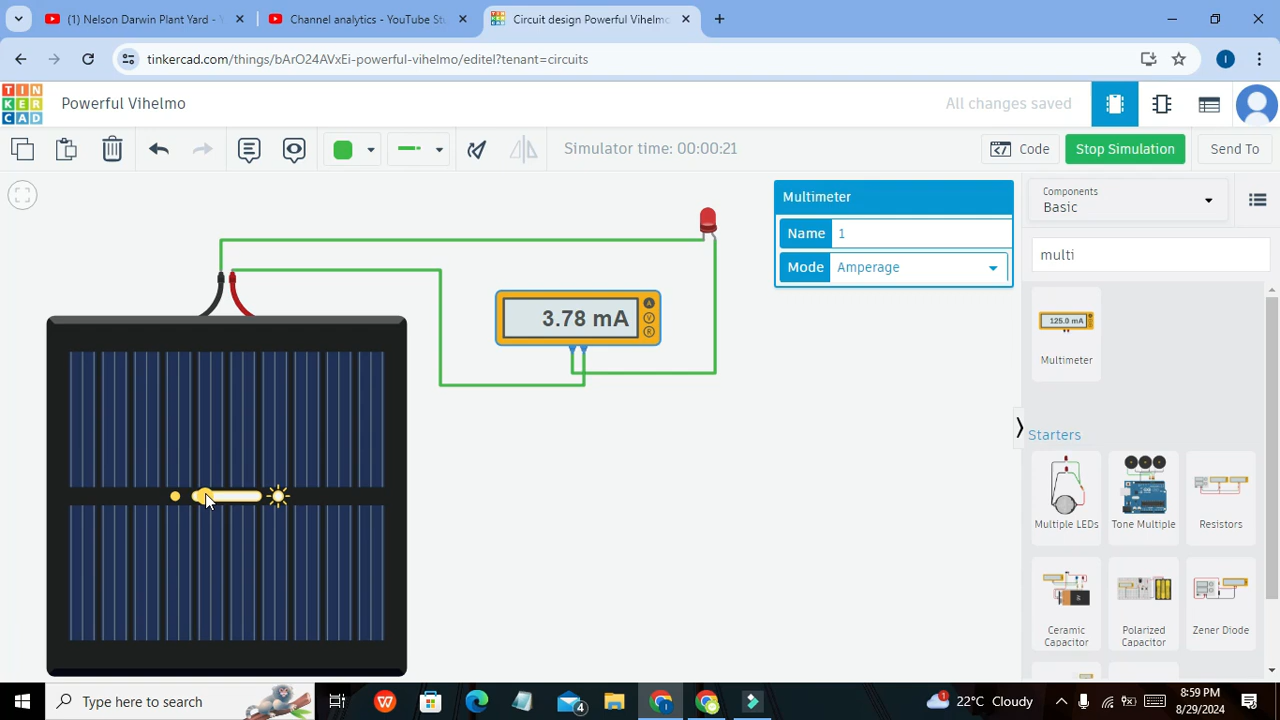 (1) Nelson Darwin Plant Yard - Y
Channel analytics - YouTube Stu
Circuit design Powerful Vihelmo
tinkercad.com/things/bArO24AVxEi-powerful-vihelmo/editel?tenant=circuits
I
TIN
KER
CAD
Powerful Vihelmo
All changes saved
Simulator time: 00:00:21
Code
Stop Simulation
Send To
Multimeter
Name 1
Mode Amperage
Components
Basic
multi
3.78 mA
A
V
R
125.0 mA
Multimeter
Starters
Multiple LEDs
Tone Multiple
Resistors
Ceramic
Capacitor
Polarized
Capacitor
Zener Diode
Type here to search
4
1
22°C Cloudy
8:59 PM
8/29/2024